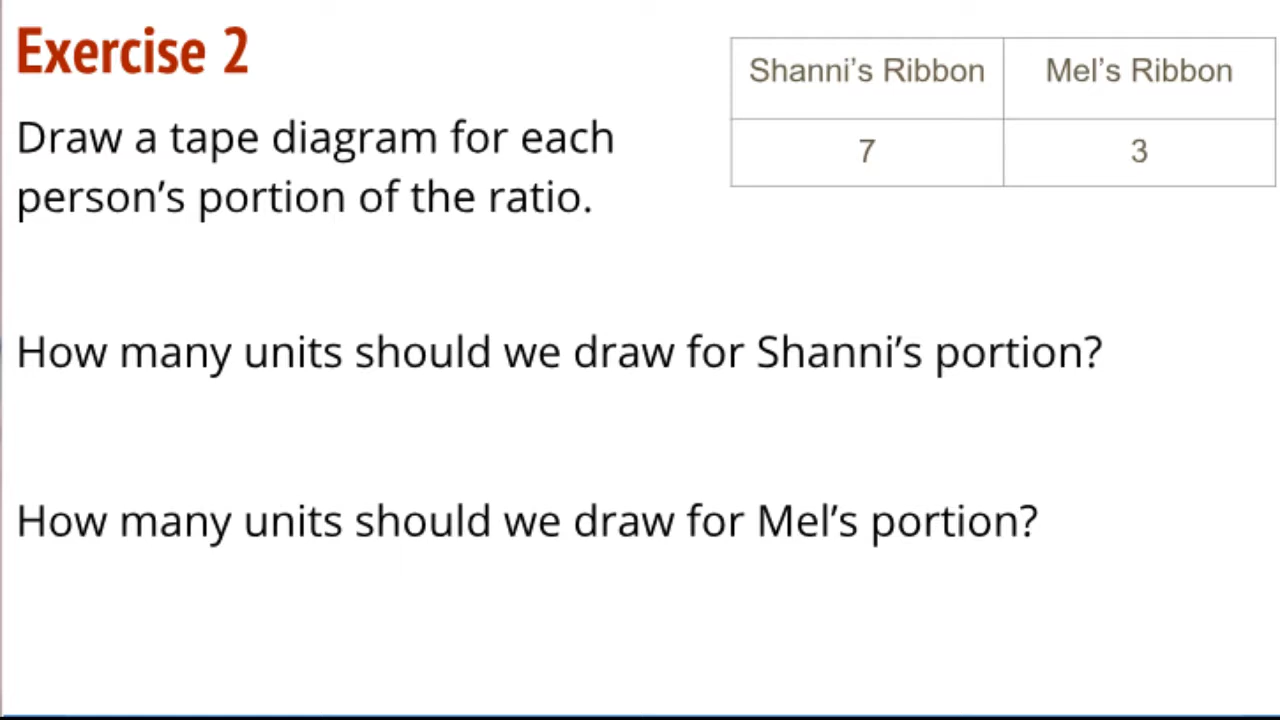 Exercise 2
Shanni’s Ribbon Mel’s Ribbon
7 3
Draw a tape diagram for each
person’s portion of the ratio.
How many units should we draw for Shanni’s portion?
How many units should we draw for Mel’s portion?